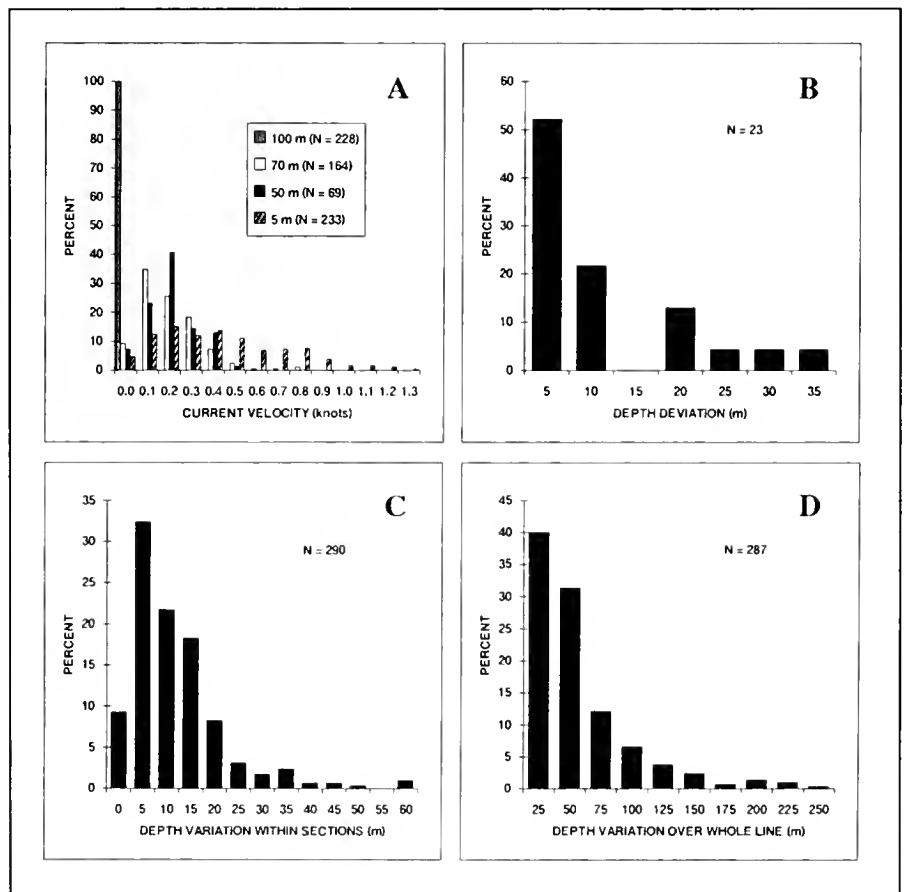 A
100
90
80
70
60
50
40
30
20
10
0
PERCENT
100 m (N = 228)
70 m (N = 164)
50 m (N = 69)
5 m (N = 233)
0.0 0.1 0.2 0.3 0.4 0.5 0.6 0.7 0.8 0.9 1.0 1.1 1.2 1.3
CURRENT VELOCITY (knots)
B
60
50
40
30
20
10
0
PERCENT
N = 23
5 10 15 20 25 30 35
DEPTH DEVIATION (m)
C
35
30
25
20
15
10
5
0
PERCENT
N = 290
0 5 10 15 20 25 30 35 40 45 50 55 60
DEPTH VARIATION WITHIN SECTIONS (m)
D
45
40
35
30
25
20
15
10
5
0
PERCENT
N = 287
25 50 75 100 125 150 175 200 225 250
DEPTH VARIATION OVER WHOLE LINE (m)